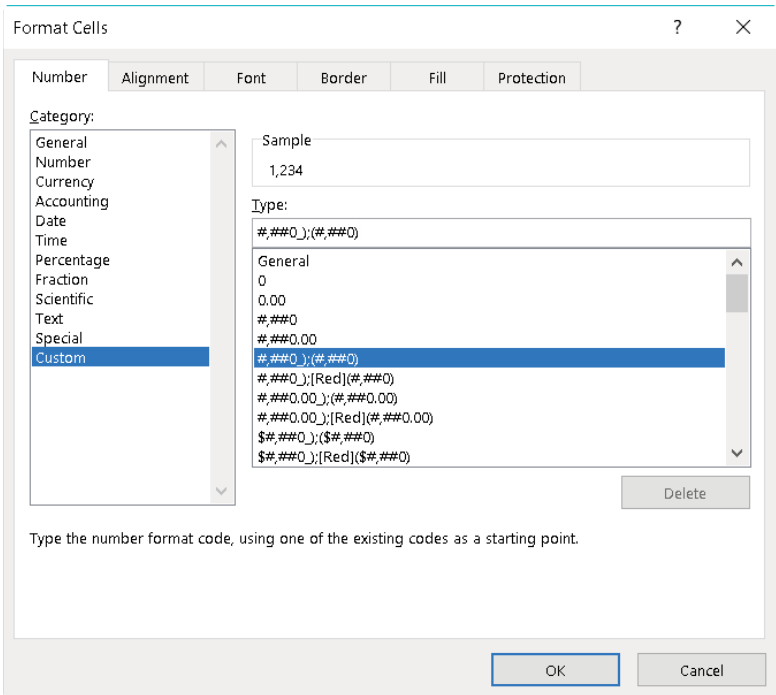 Format Cells
?
Number Alignment Font Border Fill Protection
Category:
General
Number
Currency
Accounting
Date
Time
Percentage
Fraction
Scientific
Text
Special
Custom
Sample
1,234
Type:
#,##0_);(#,##0)
General
0
0.00
#,##0
#,##0.00
#,##0_);(#,##0)
#,##0_);[Red](#,##0)
#,##0.00_);(#,##0.00)
#,##0.00_);[Red](#,##0.00)
$#,##0_);($#,##0)
$#,##0_);[Red]($#,##0)
Delete
Type the number format code, using one of the existing codes as a starting point.
OK Cancel